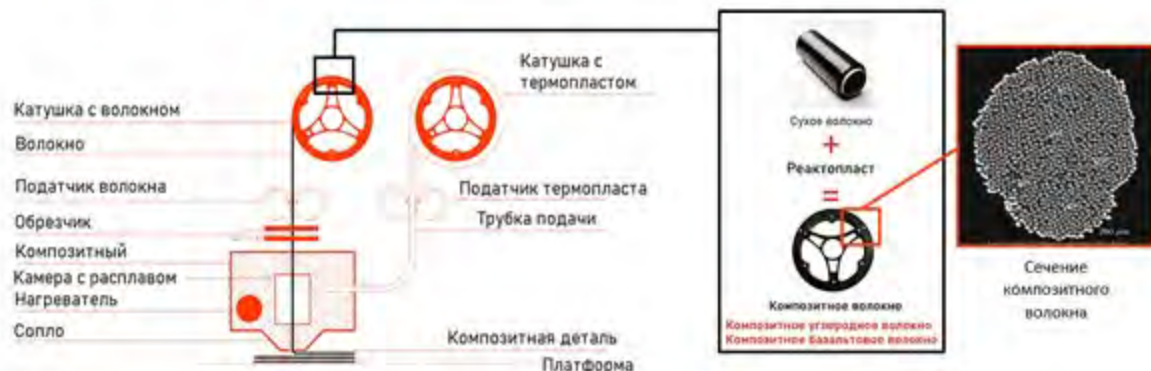 Катушка с волокном
Волокно
Податчик волокна
Обрезчик
Композитный
Камера с расплавом
Нагреватель
Сопло
Катушка с
термопластом
Податчик термопласта
Трубка подачи
Композитная деталь
Платформа
Сухое волокно
+
Реактопласт
=
Композитное волокно
Композитное углеродное волокно
Композитное базальтовое волокно
Сечение
композитного
волокна